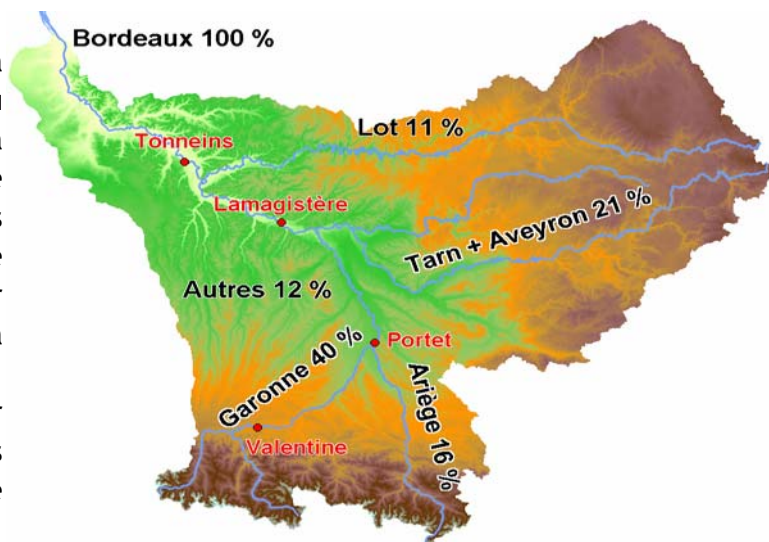 Bordeaux 100 %
Tonneins
Lot 11 %
Lamagistère
Tarn + Aveyron 21 %
Autres 12 %
Portet
Garonne 40 %
Ariège 16 %
Valentine